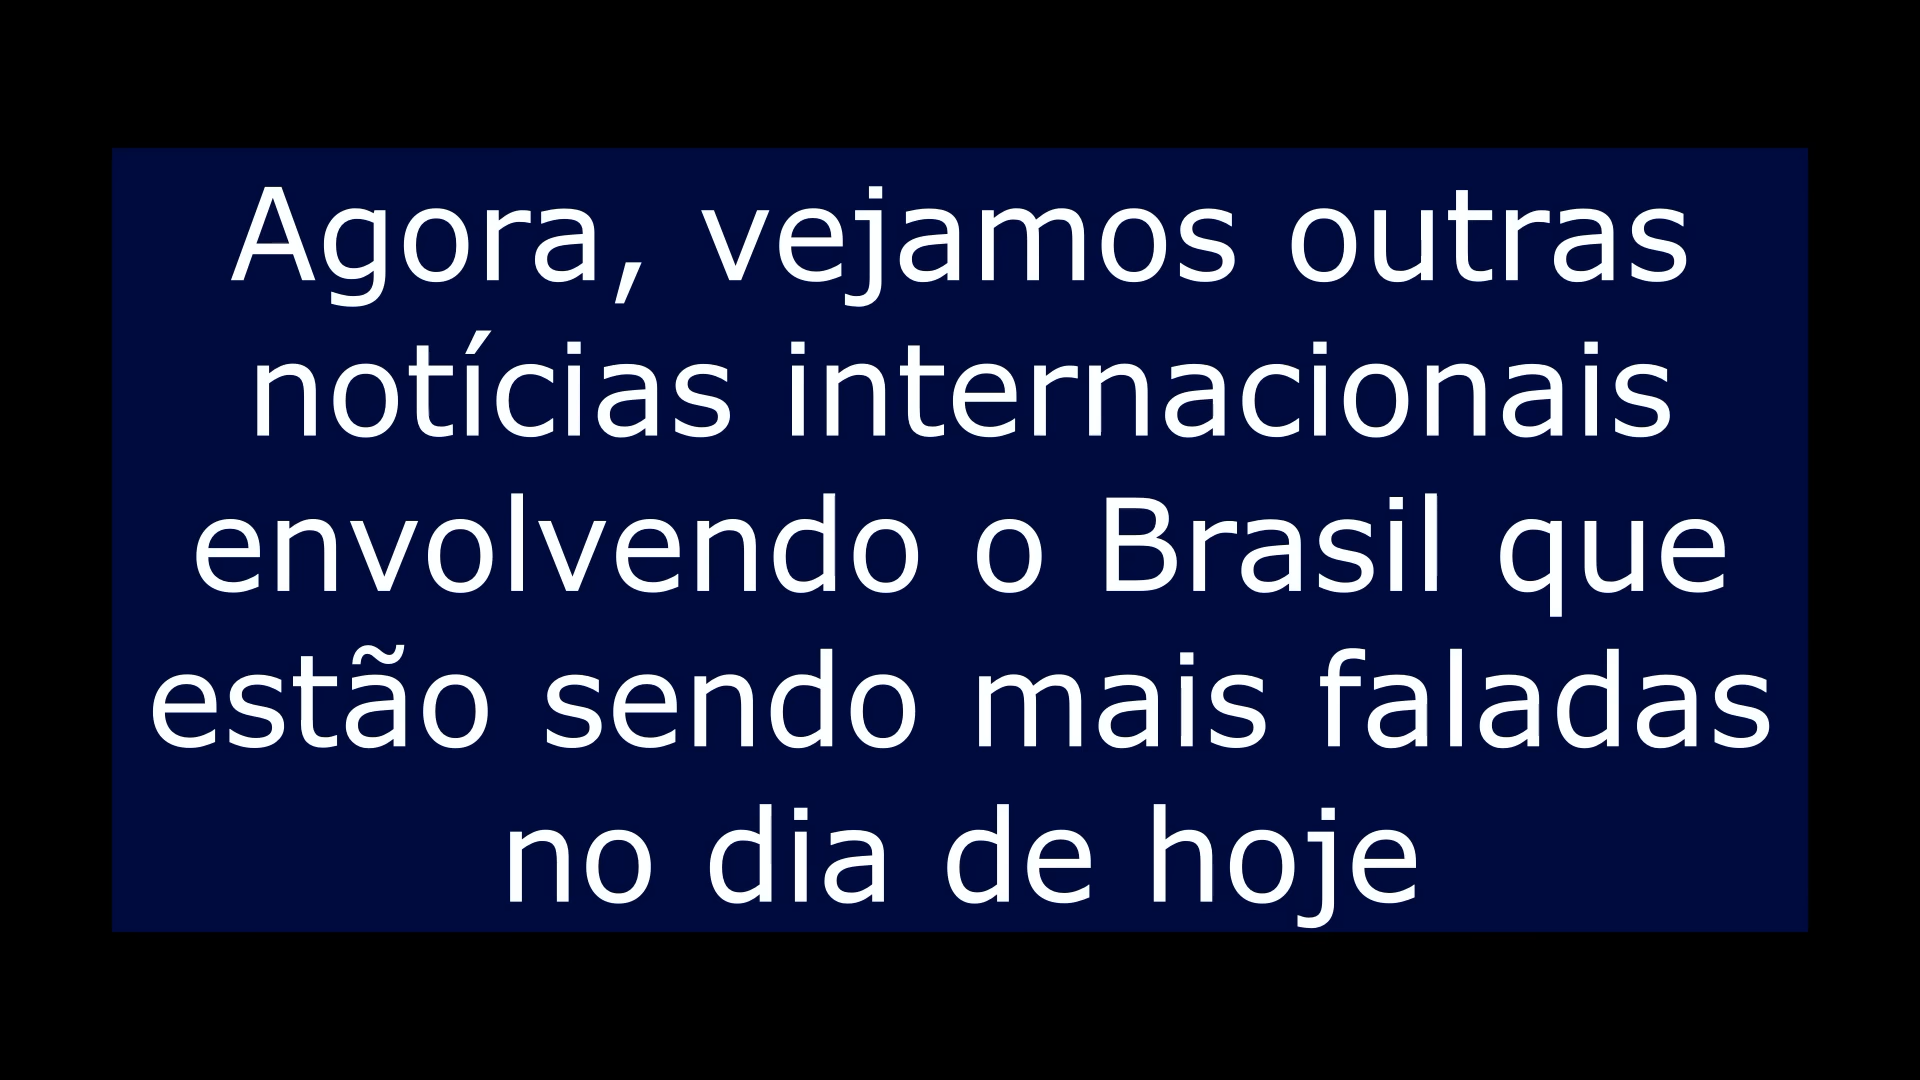 Agora, vejamos outras
notícias internacionais
envolvendo o Brasil que
estão sendo mais faladas
no dia de hoje